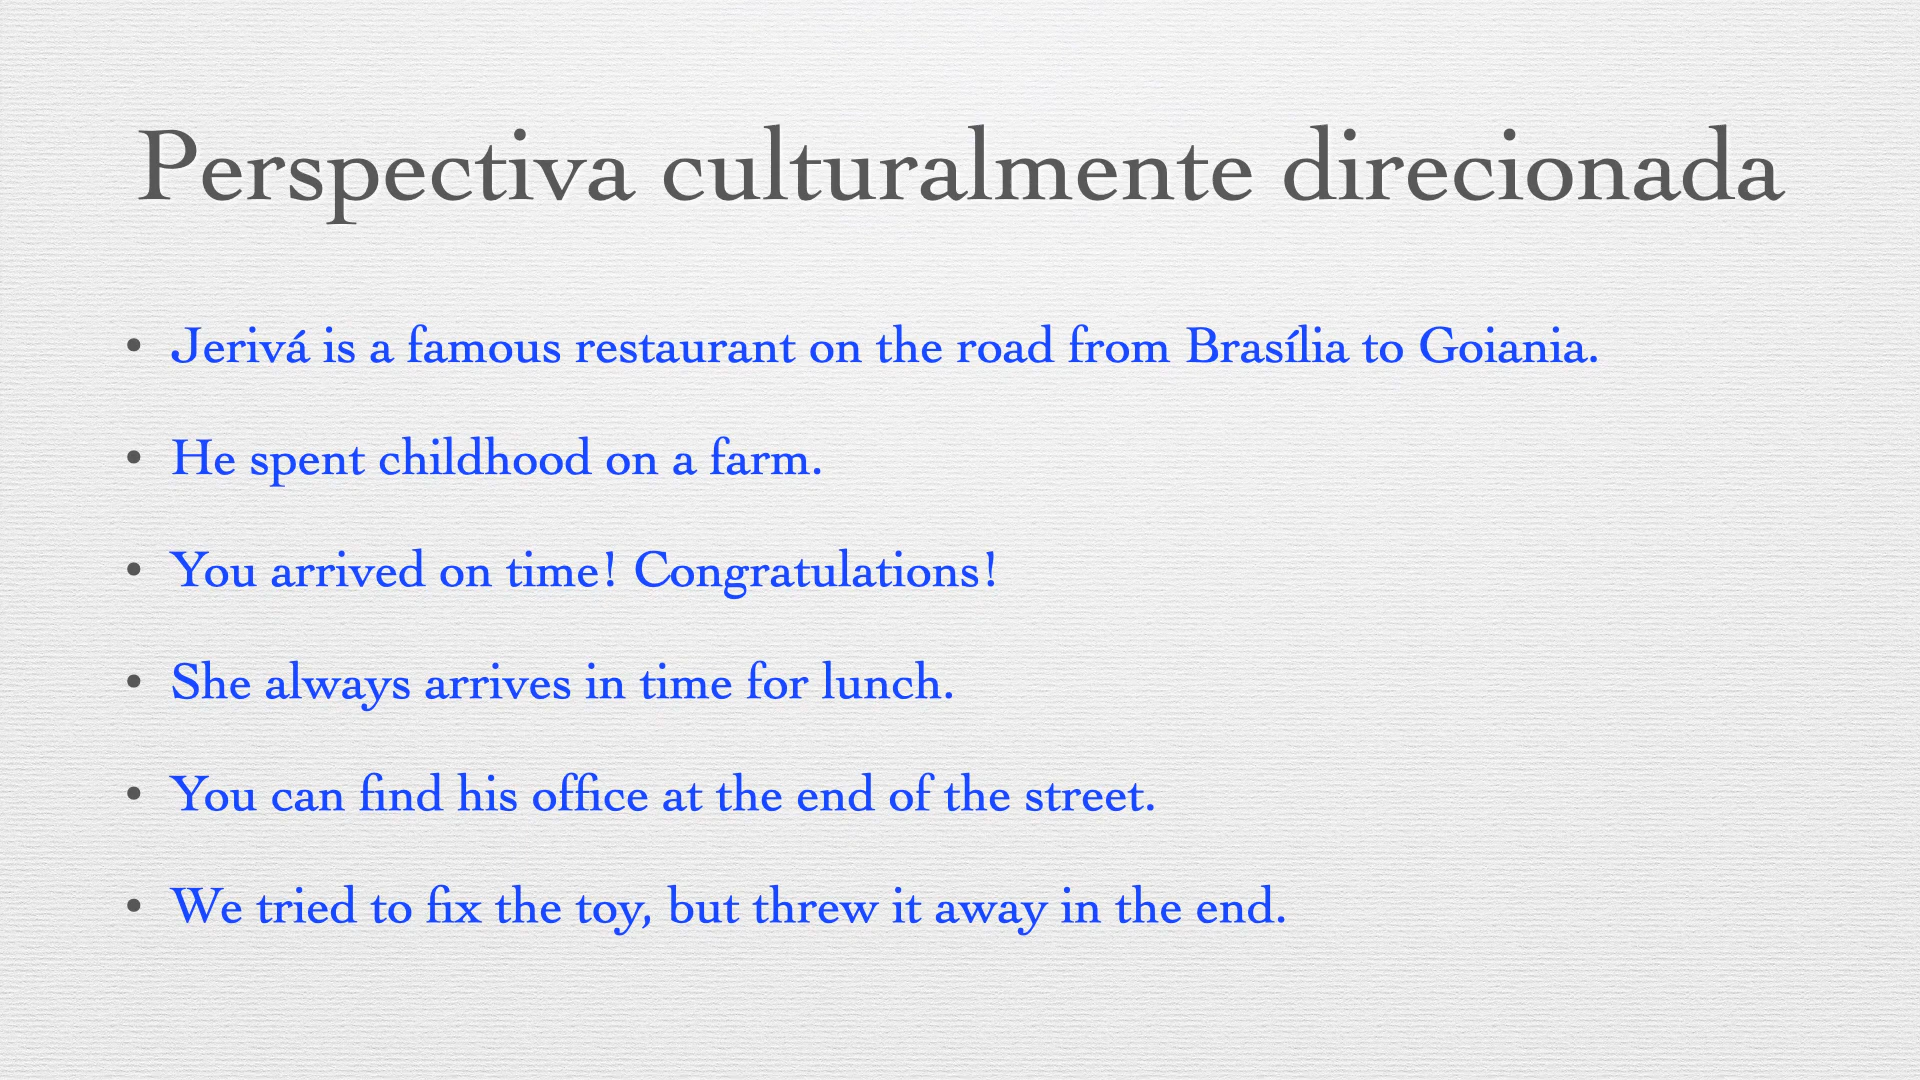 Perspectiva culturalmente direcionada
• Jerivá is a famous restaurant on the road from Brasília to Goiania.
• He spent childhood on a farm.
• You arrived on time! Congratulations!
• She always arrives in time for lunch.
• You can find his office at the end of the street.
• We tried to fix the toy, but threw it away in the end.